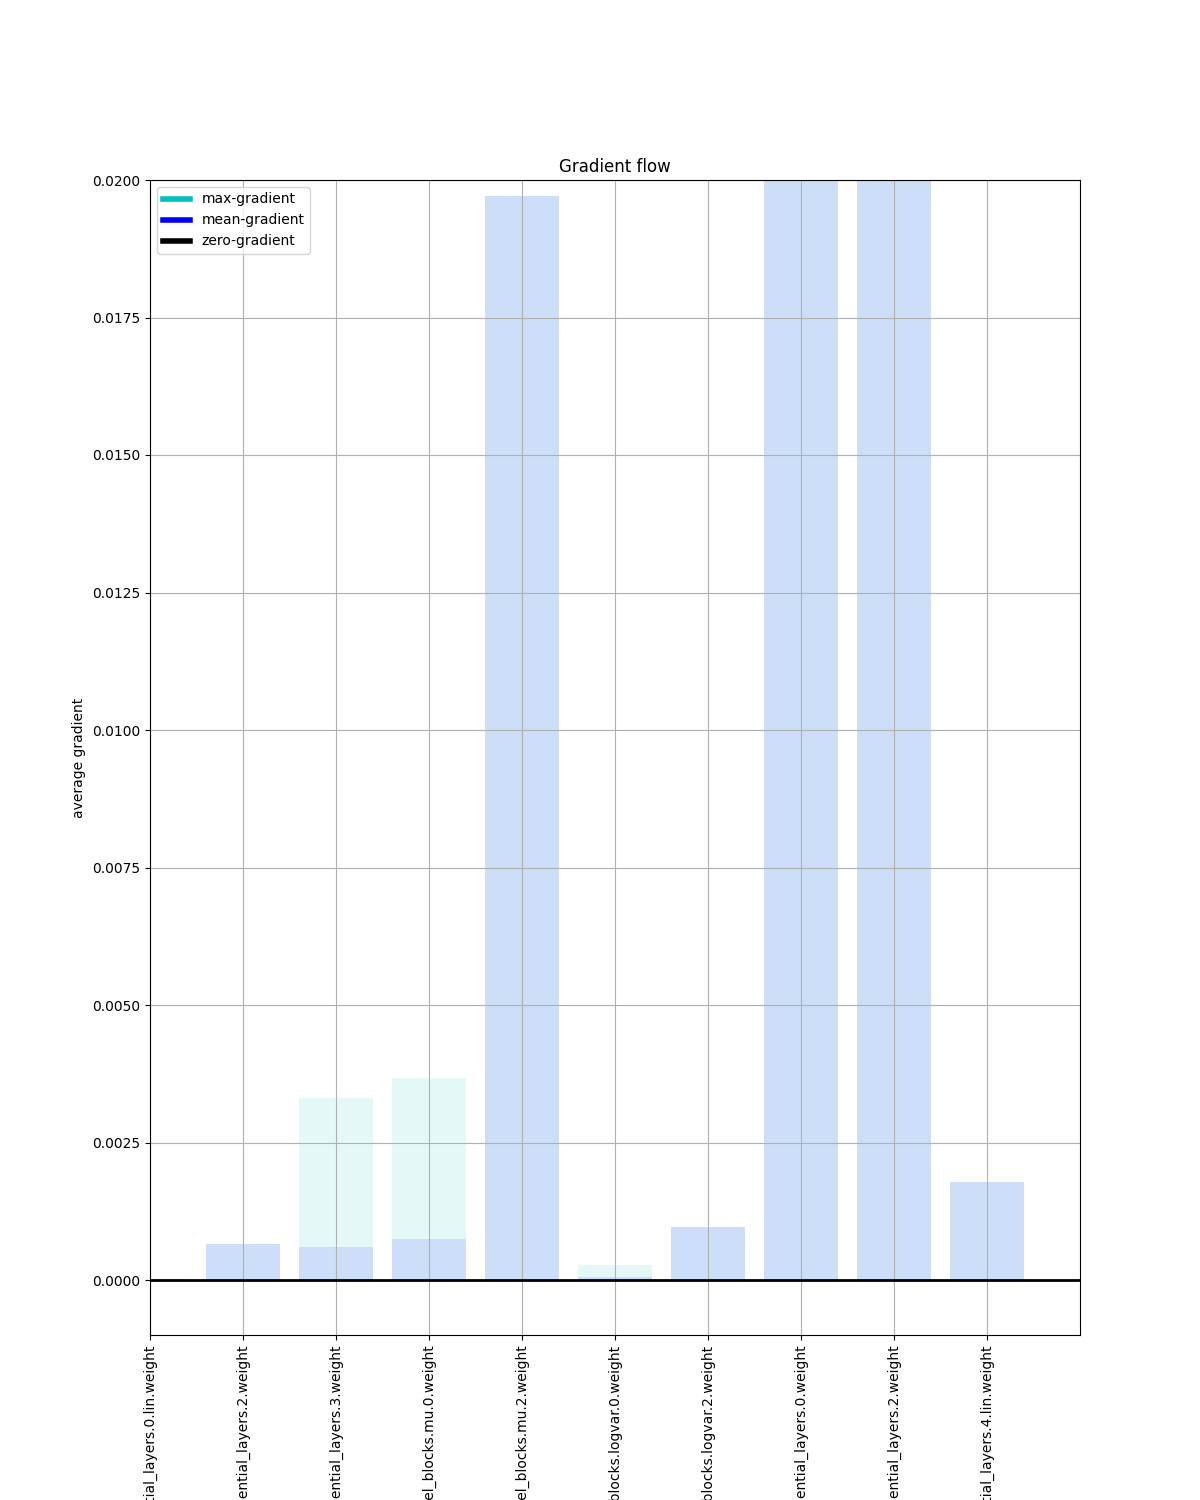 Gradient flow
max-gradient
mean-gradient
zero-gradient
average gradient
0.0200
0.0175
0.0150
0.0125
0.0100
0.0075
0.0050
0.0025
0.0000
tial_layers.0.lin.weight
ential_layers.2.weight
ential_layers.3.weight
el_blocks.mu.0.weight
el_blocks.mu.2.weight
blocks.logvar.0.weight
blocks.logvar.2.weight
ential_layers.0.weight
ential_layers.2.weight
tial_layers.4.lin.weight